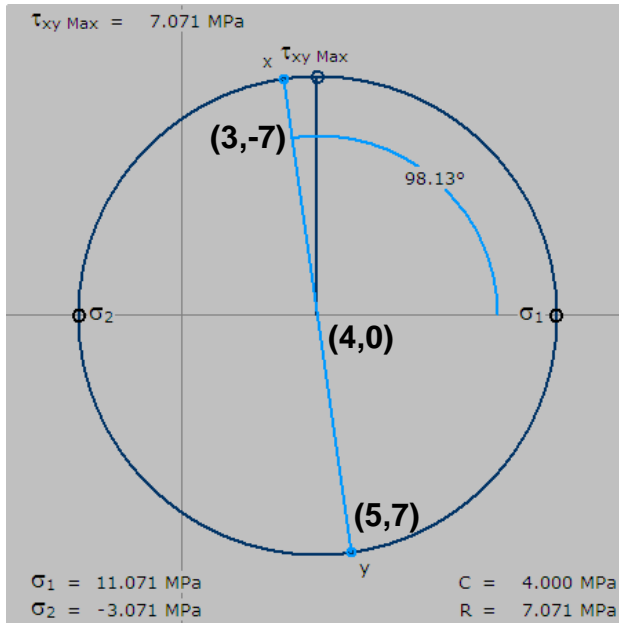 τxy Max = 7.071 MPa
x τxy Max
(3,-7)
98.13°
σ2
σ1
(4,0)
(5,7)
y
σ1 = 11.071 MPa
σ2 = -3.071 MPa
C = 4.000 MPa
R = 7.071 MPa